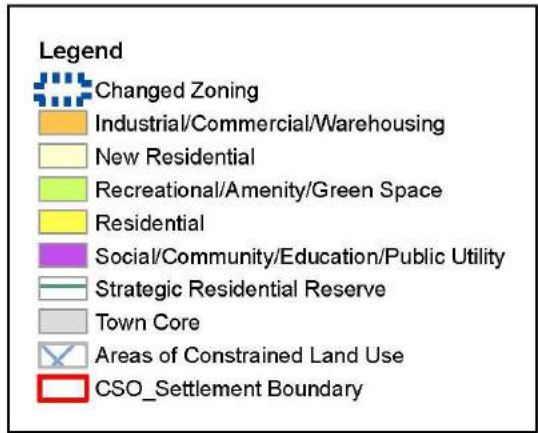 Legend
Changed Zoning
Industrial/Commercial/Warehousing
New Residential
Recreational/Amenity/Green Space
Residential
Social/Community/Education/Public Utility
Strategic Residential Reserve
Town Core
Areas of Constrained Land Use
CSO_Settlement Boundary